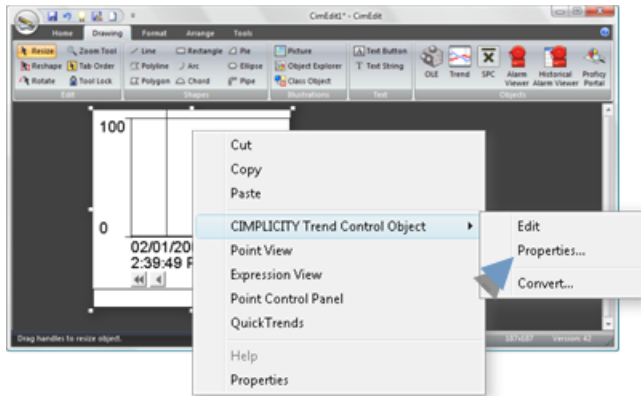 CimEdit1* - CimEdit
Home Drawing Format Arrange Tools
Resize Zoom Tool Line Rectangle Pie Picture Text Button
Reshape Tab Order Polyline Arc Ellipse Object Explorer Text String
Rotate Tool Lock Polygon Chord Pipe Class Object
OLE Trend SPC Alarm Viewer Historical Alarm Viewer Proficy Portal
Edit Shapes Illustrations Text Objects
100
0
02/01/20
2:39:49 P
Cut
Copy
Paste
CIMPLICITY Trend Control Object
Point View
Expression View
Point Control Panel
QuickTrends
Help
Properties
Edit
Properties...
Convert...
Drag handles to resize object.
187x187 Version: 42